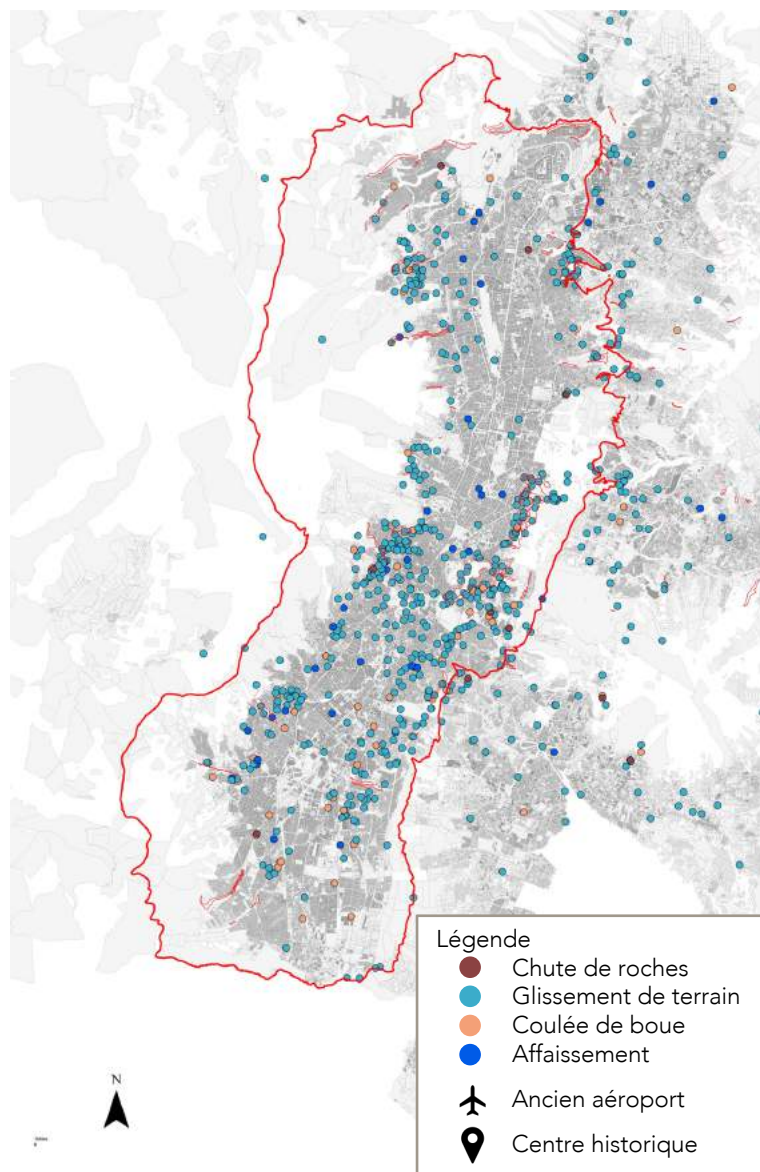 Légende
Chute de roches
Glissement de terrain
Coulée de boue
Affaissement
Ancien aéroport
Centre historique
N